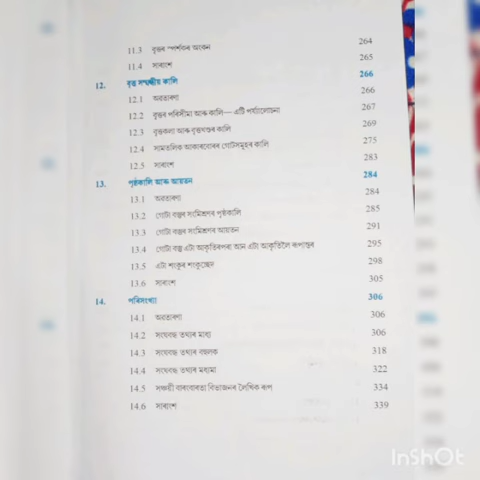 11.3 বৃত্তৰ স্পৰ্শকৰ অংকন 264
11.4 সাৰাংশ 265
12. বৃত্ত সম্বন্ধীয় কালি 266
12.1 অৱতাৰণা 266
12.2 বৃত্তৰ পৰিসীমা আৰু কালি— এটি পৰ্য্যালোচনা 267
12.3 বৃত্তকলা আৰু বৃত্তখণ্ডৰ কালি 269
12.4 সামতলিক আকাৰবোৰৰ গোটসমূহৰ কালি 275
12.5 সাৰাংশ 283
13. পৃষ্ঠকালি আৰু আয়তন 284
13.1 অৱতাৰণা 284
13.2 গোটা বস্তুৰ সংমিশ্ৰণৰ পৃষ্ঠকালি 285
13.3 গোটা বস্তুৰ সংমিশ্ৰণৰ আয়তন 291
13.4 গোটা বস্তু এটা আকৃতিৰপৰা আন এটা আকৃতিলৈ ৰূপান্তৰ 295
13.5 এটা শংকুৰ শংকুচ্ছেদ 298
13.6 সাৰাংশ 305
14. পৰিসংখ্যা 306
14.1 অৱতাৰণা 306
14.2 সংঘবদ্ধ তথ্যৰ মাধ্য 306
14.3 সংঘবদ্ধ তথ্যৰ বহুলক 318
14.4 সংঘবদ্ধ তথ্যৰ মধ্যমা 322
14.5 সঞ্চয়ী বাৰংবাৰতা বিভাজনৰ লৈখিক ৰূপ 334
14.6 সাৰাংশ 339
InShOt